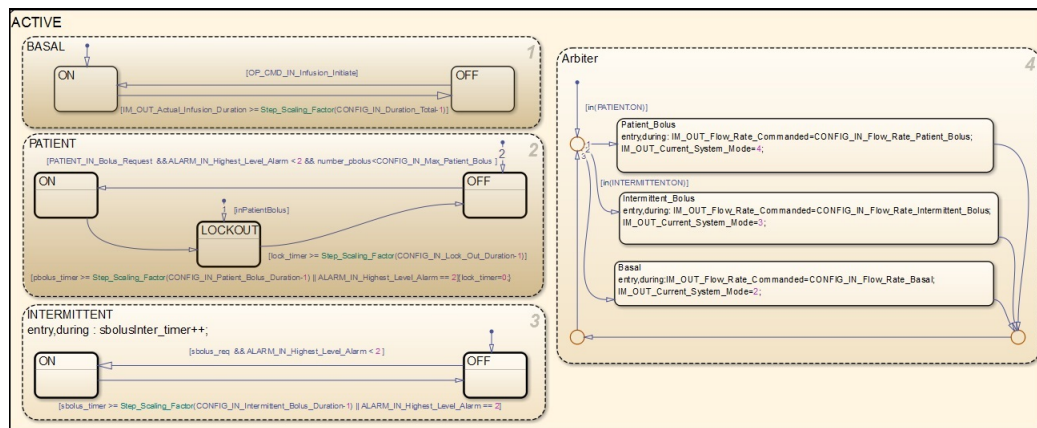 ACTIVE
BASAL
1
ON
[OP_CMD_IN_Infusion_Initiate]
OFF
[IM_OUT_Actual_Infusion_Duration >= Step_Scaling_Factor(CONFIG_IN_Duration_Total-1)]
PATIENT
2
[PATIENT_IN_Bolus_Request &&ALARM_IN_Highest_Level_Alarm < 2 && number_pbolus<CONFIG_IN_Max_Patient_Bolus ]
2
ON
OFF
1
[inPatientBolus]
LOCKOUT
[lock_timer >= Step_Scaling_Factor(CONFIG_IN_Lock_Out_Duration-1)]
[pbolus_timer >= Step_Scaling_Factor(CONFIG_IN_Patient_Bolus_Duration-1) || ALARM_IN_Highest_Level_Alarm == 2]{lock_timer=0;}
INTERMITTENT
3
entry,during : sbolusInter_timer++;
ON
[sbolus_req &&ALARM_IN_Highest_Level_Alarm < 2 ]
OFF
[sbolus_timer >= Step_Scaling_Factor(CONFIG_IN_Intermittent_Bolus_Duration-1) || ALARM_IN_Highest_Level_Alarm == 2]
Arbiter
4
[in(PATIENT.ON)]
1
2
3
Patient_Bolus
entry,during: IM_OUT_Flow_Rate_Commanded=CONFIG_IN_Flow_Rate_Patient_Bolus;
IM_OUT_Current_System_Mode=4;
[in(INTERMITTENT.ON)]
Intermittent_Bolus
entry,during: IM_OUT_Flow_Rate_Commanded=CONFIG_IN_Flow_Rate_Intermittent_Bolus;
IM_OUT_Current_System_Mode=3;
Basal
entry,during:IM_OUT_Flow_Rate_Commanded=CONFIG_IN_Flow_Rate_Basal;
IM_OUT_Current_System_Mode=2;